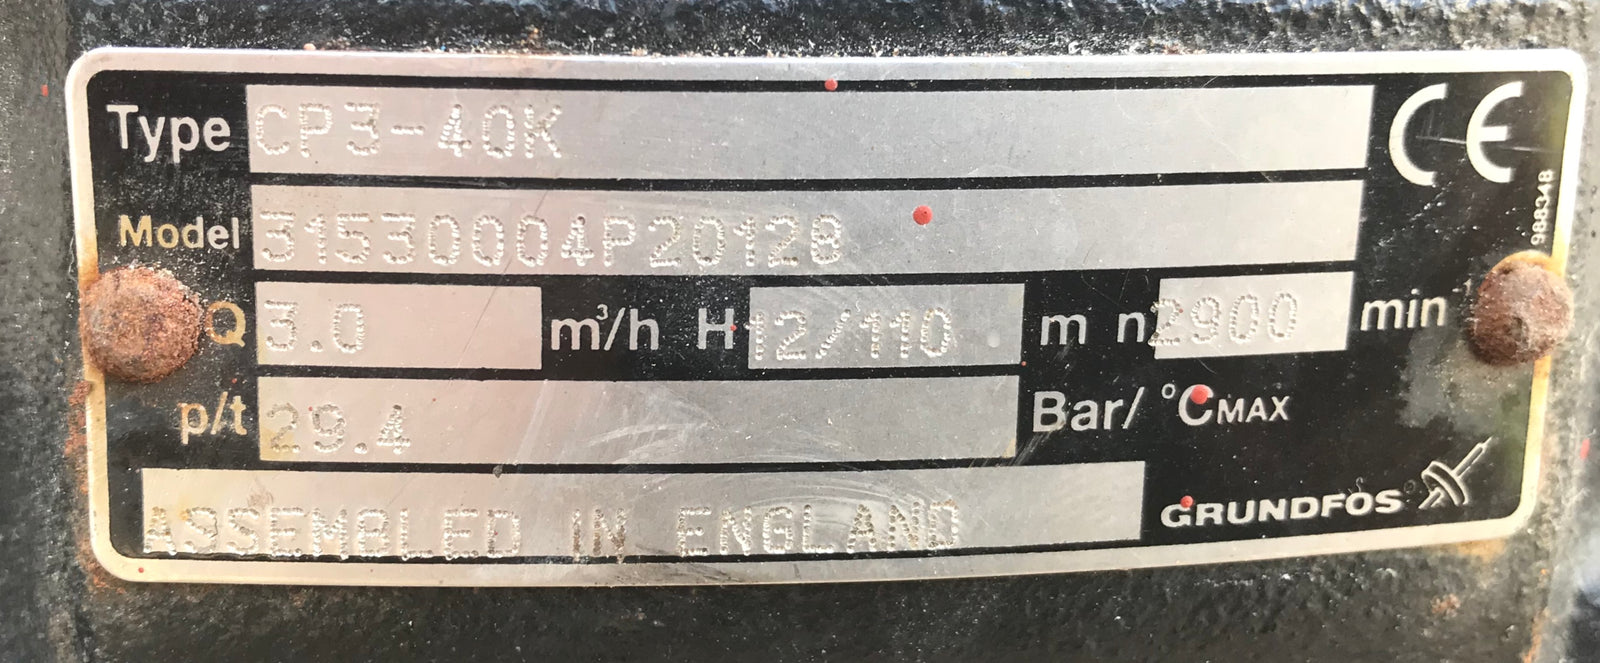 Type CP3-40K CE
Model 31530004P20128
988348
Q 3.0 m³/h H 12/110 m n 2900 min⁻¹
p/t 29.4 Bar/ °CMAX
ASSEMBLED IN ENGLAND
GRUNDFOS